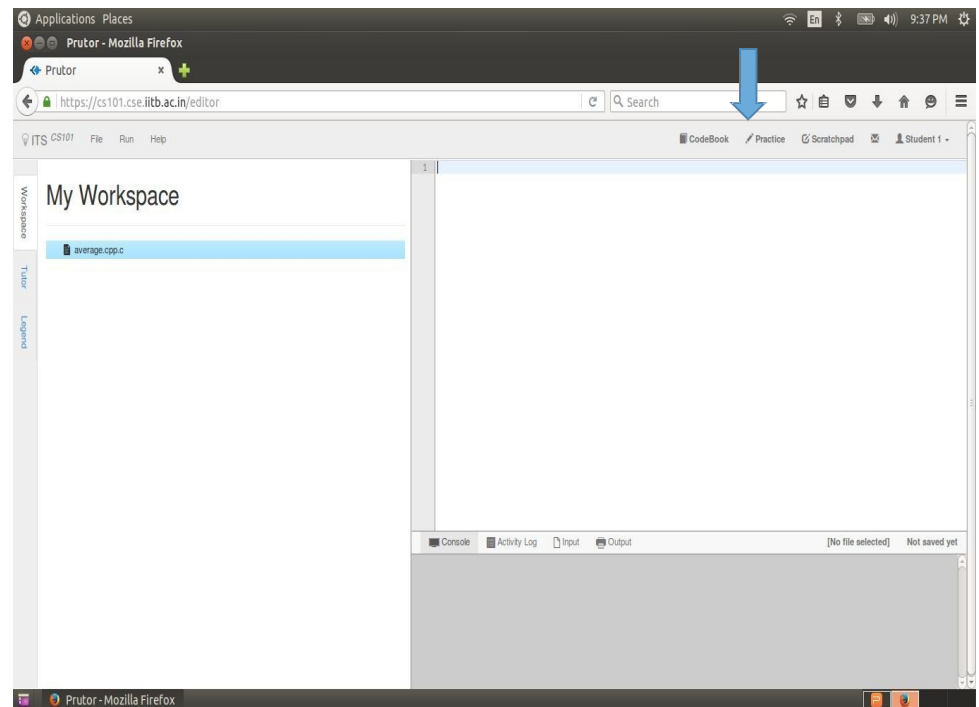 Applications Places
En 9:37 PM
Prutor - Mozilla Firefox
Prutor
https://cs101.cse.iitb.ac.in/editor
Search
ITS CS101 File Run Help
CodeBook Practice Scratchpad Student 1
1
Workspace
My Workspace
average.cpp.c
Tutor
Legend
Console Activity Log Input Output [No file selected] Not saved yet
Prutor - Mozilla Firefox